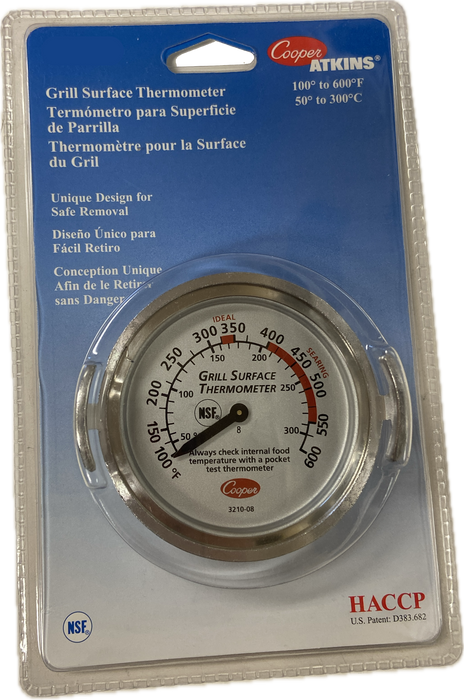 Cooper
ATKINS®
Grill Surface Thermometer
Termómetro para Superficie
de Parrilla
Thermomètre pour la Surface
du Gril
100° to 600°F
50° to 300°C
Unique Design for
Safe Removal
Diseño Único para
Fácil Retiro
Conception Unique
Afin de le Retirer
sans Danger
IDEAL
SEARING
100 150 200 250 300 350 400 450 500 550 600
°F
50 100 150 200 250 300
GRILL SURFACE
THERMOMETER
NSF®
8
Always check internal food
temperature with a pocket
test thermometer
Cooper
3210-08
NSF®
HACCP
U.S. Patent: D383.682